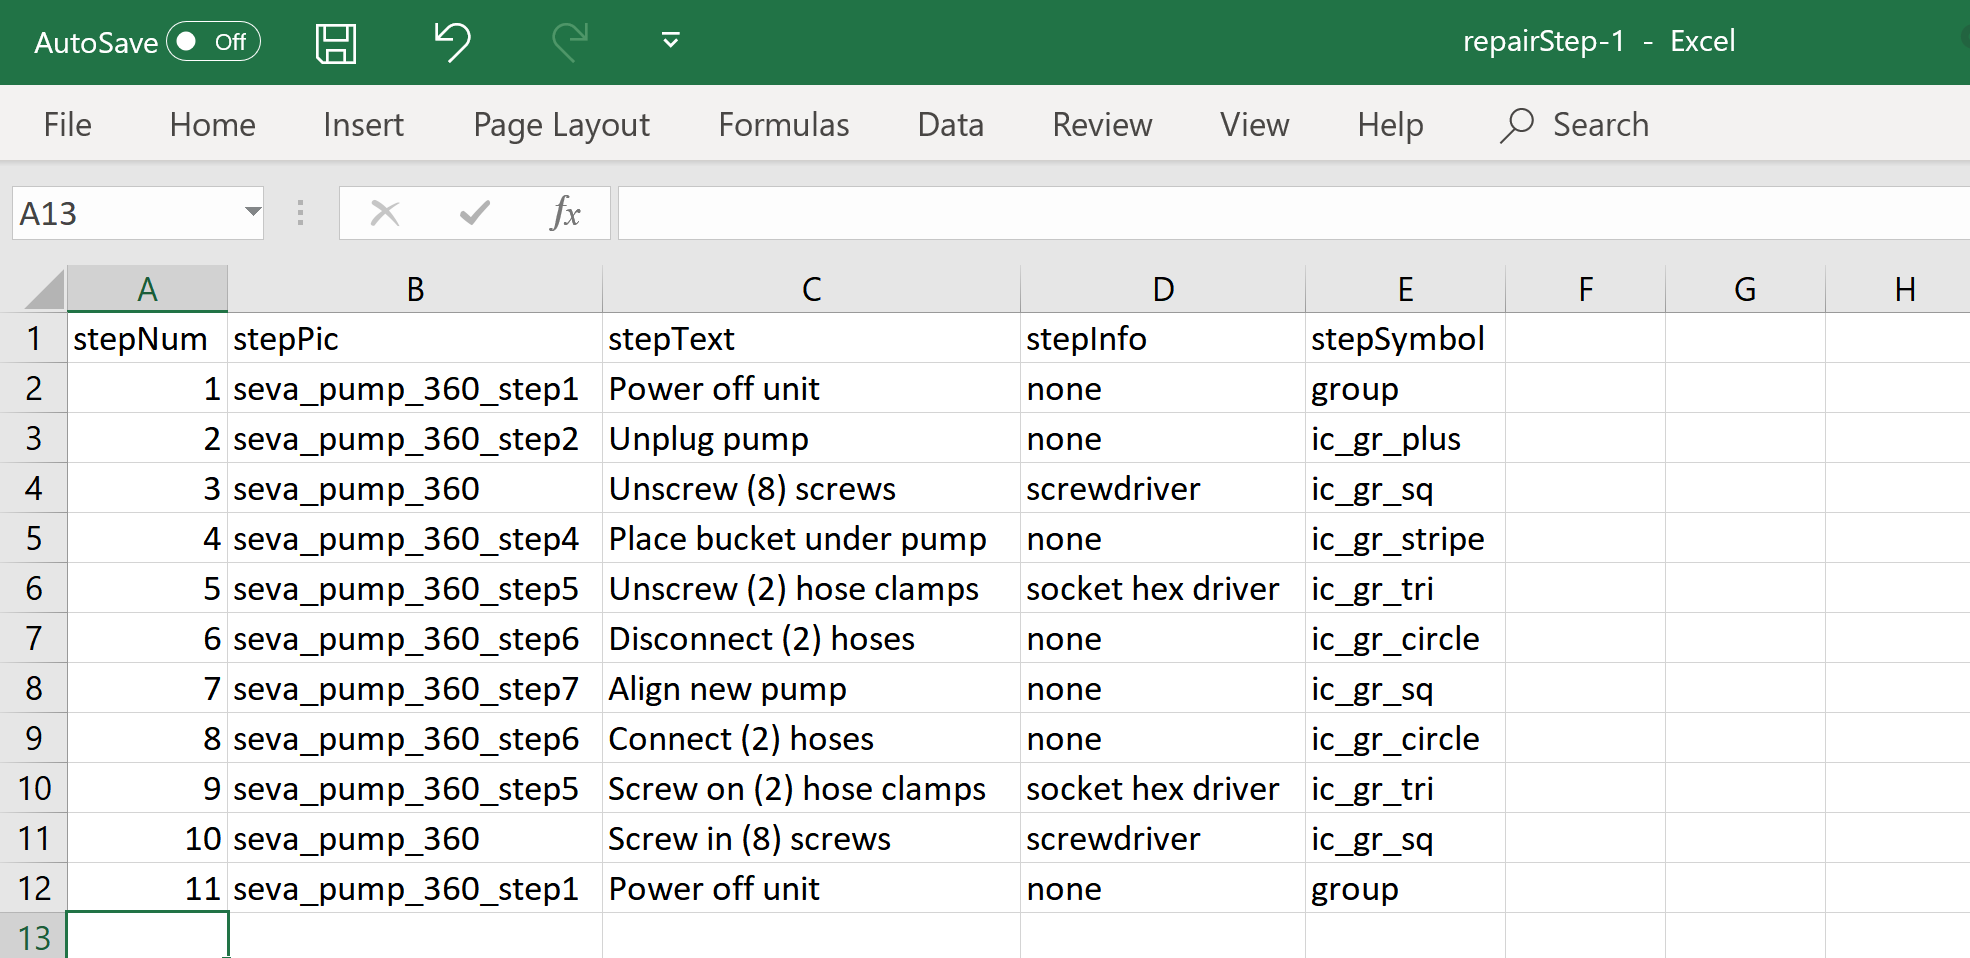 AutoSave Off repairStep-1 - Excel
File Home Insert Page Layout Formulas Data Review View Help Search
A13 fx
A B C D E F G H
1 stepNum stepPic stepText stepInfo stepSymbol
2 1 seva_pump_360_step1 Power off unit none group
3 2 seva_pump_360_step2 Unplug pump none ic_gr_plus
4 3 seva_pump_360 Unscrew (8) screws screwdriver ic_gr_sq
5 4 seva_pump_360_step4 Place bucket under pump none ic_gr_stripe
6 5 seva_pump_360_step5 Unscrew (2) hose clamps socket hex driver ic_gr_tri
7 6 seva_pump_360_step6 Disconnect (2) hoses none ic_gr_circle
8 7 seva_pump_360_step7 Align new pump none ic_gr_sq
9 8 seva_pump_360_step6 Connect (2) hoses none ic_gr_circle
10 9 seva_pump_360_step5 Screw on (2) hose clamps socket hex driver ic_gr_tri
11 10 seva_pump_360 Screw in (8) screws screwdriver ic_gr_sq
12 11 seva_pump_360_step1 Power off unit none group
13